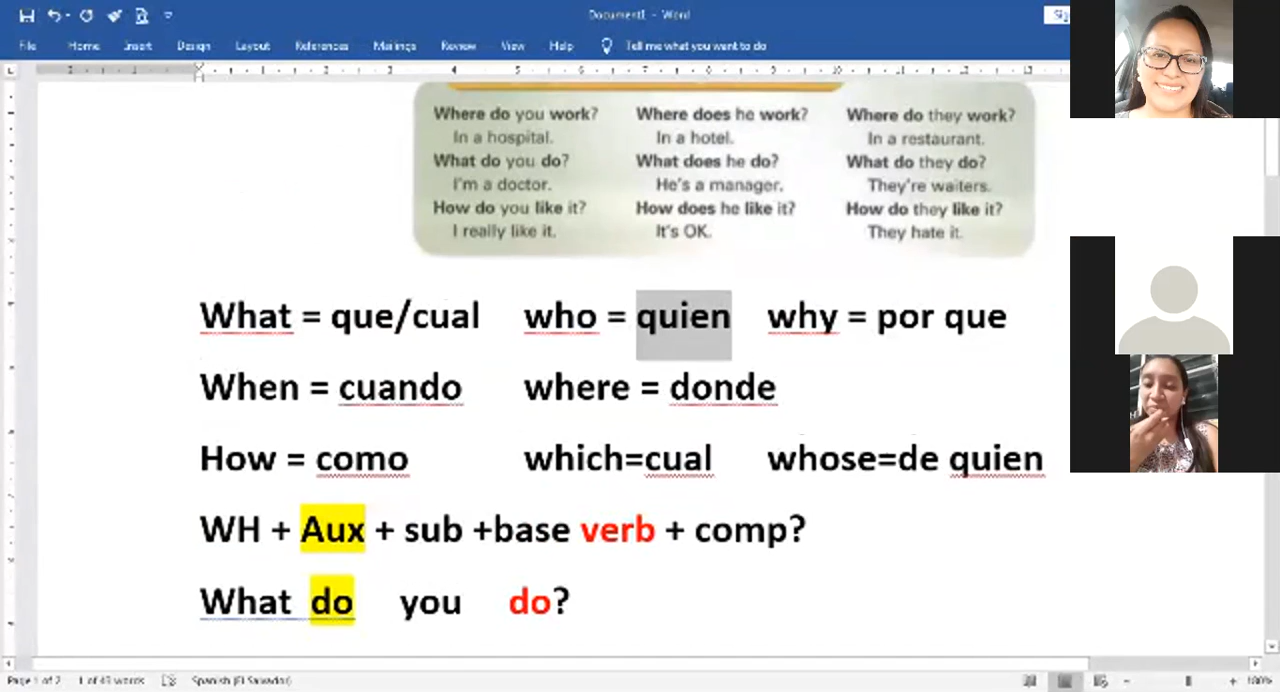 Document1 - Word
File Home Insert Design Layout References Mailings Review View Help Tell me what you want to do
Where do you work? Where does he work? Where do they work?
In a hospital. In a hotel. In a restaurant.
What do you do? What does he do? What do they do?
I'm a doctor. He's a manager. They're waiters.
How do you like it? How does he like it? How do they like it?
I really like it. It's OK. They hate it.
What = que/cual who = quien why = por que
When = cuando where = donde
How = como which=cual whose=de quien
WH + Aux + sub +base verb + comp?
What do you do?
Page 1 of 2 1 of 43 words Spanish (El Salvador) 180%